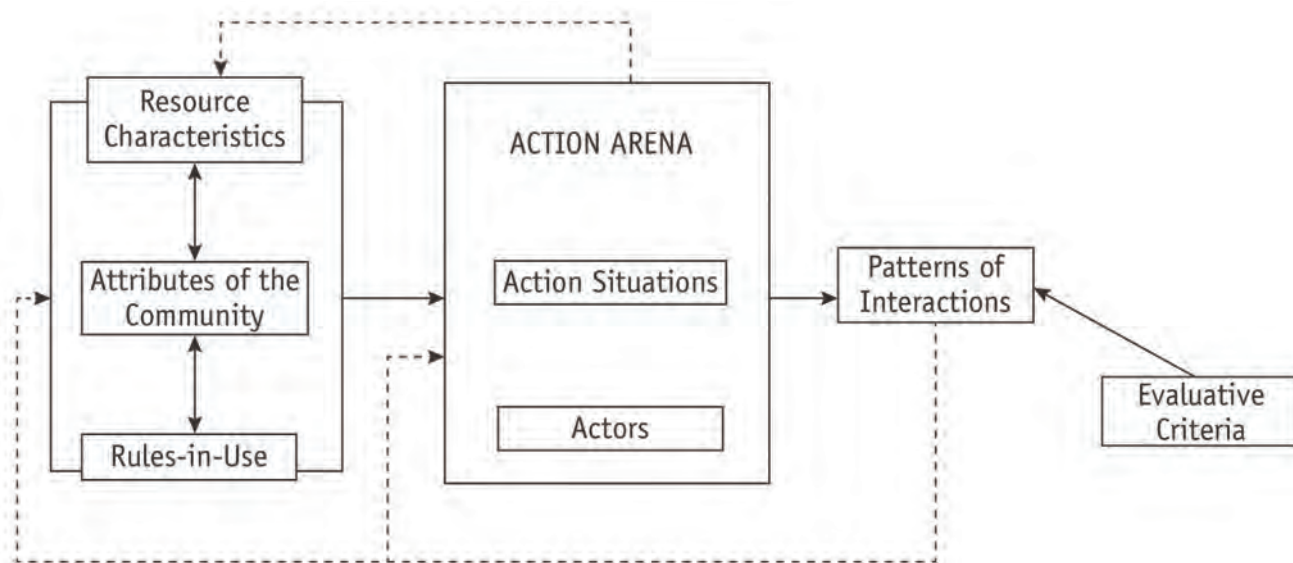 Resource
Characteristics
Attributes of the
Community
Rules-in-Use
ACTION ARENA
Action Situations
Actors
Patterns of
Interactions
Evaluative
Criteria